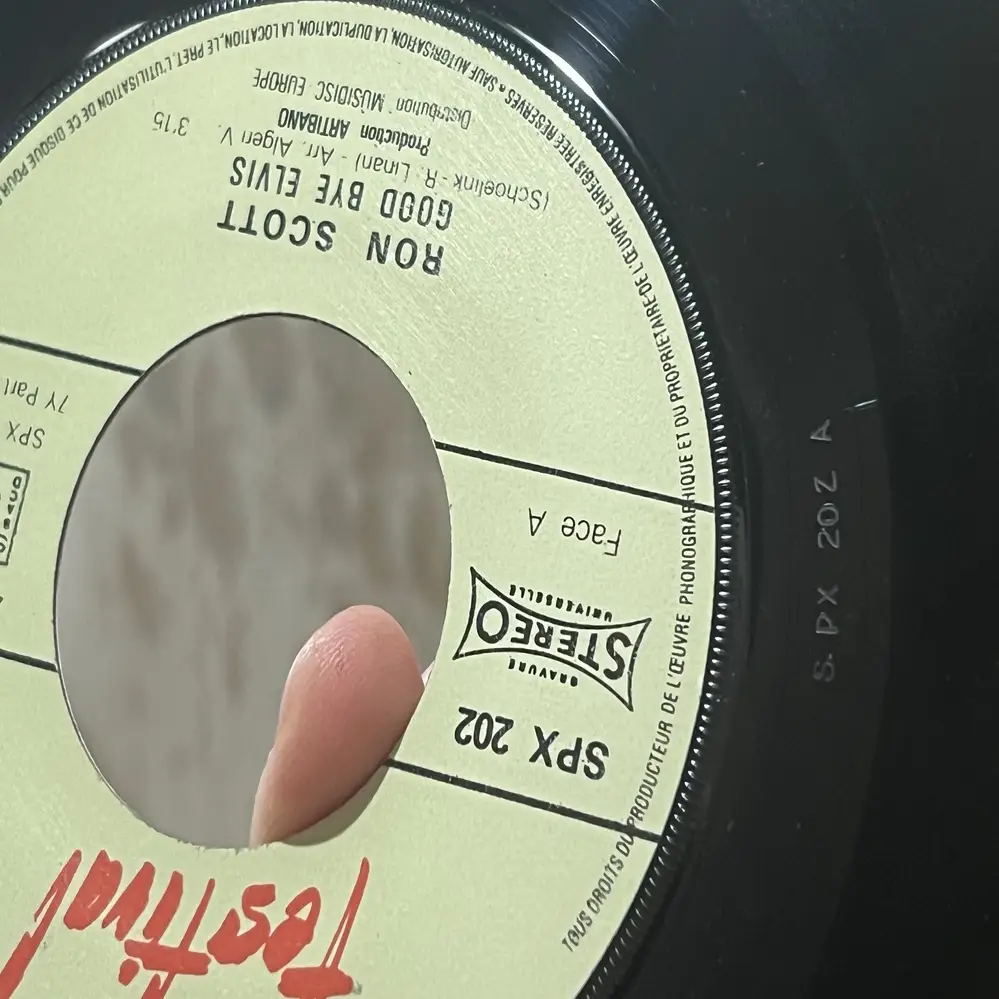 Festival
SPX 202
GRAVURE
STEREO
UNIVERSELLE
Face A
SPX
RON SCOTT
GOOD BYE ELVIS
(Schoelink - R. Linan) - Arr. Algeri V. 3'15
Production ARTIBANO
Distribution MUSIDISC EUROPE
TOUS DROITS DU PRODUCTEUR DE L'ŒUVRE PHONOGRAPHIQUE ET DU PROPRIETAIRE DE L'ŒUVRE ENREGISTREE RESERVES • SAUF AUTORISATION, LA DUPLICATION, LA LOCATION, LE PRET, L'UTILISATION DE CE DISQUE POUR
S.PX 202 A